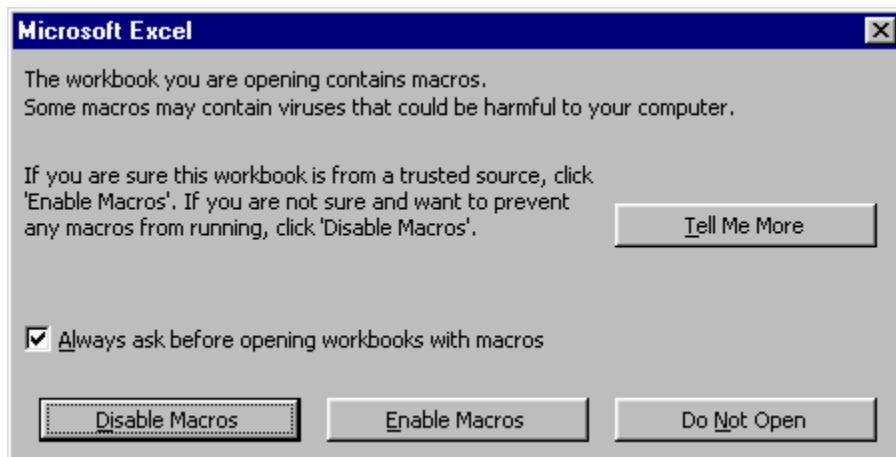 Microsoft Excel
The workbook you are opening contains macros.
Some macros may contain viruses that could be harmful to your computer.
If you are sure this workbook is from a trusted source, click
'Enable Macros'. If you are not sure and want to prevent
any macros from running, click 'Disable Macros'.
Tell Me More
Always ask before opening workbooks with macros
Disable Macros
Enable Macros
Do Not Open